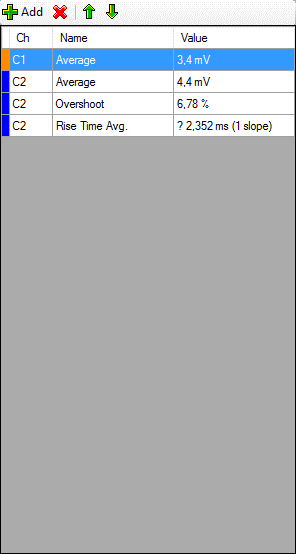 Add
Ch Name Value
C1 Average 3,4 mV
C2 Average 4,4 mV
C2 Overshoot 6,78 %
C2 Rise Time Avg. ? 2,352 ms (1 slope)